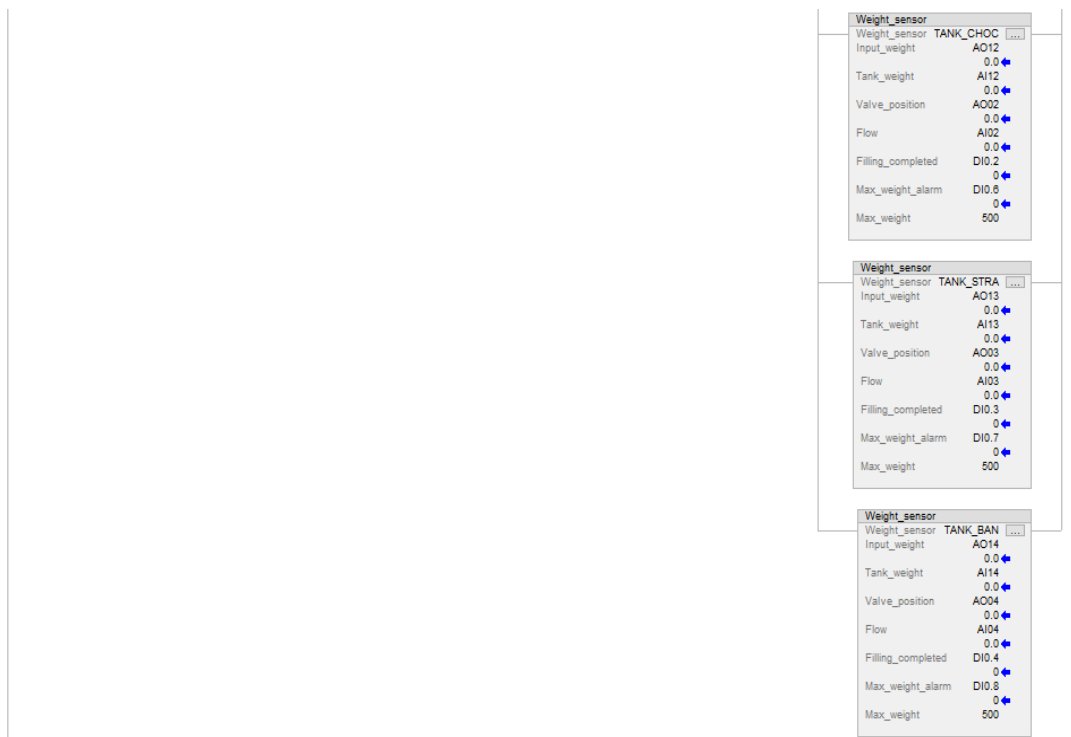 Weight_sensor
Weight_sensor TANK_CHOC ...
Input_weight AO12
0.0
Tank_weight AI12
0.0
Valve_position AO02
0.0
Flow AI02
0.0
Filling_completed DI0.2
0
Max_weight_alarm DI0.6
0
Max_weight 500
Weight_sensor
Weight_sensor TANK_STRA ...
Input_weight AO13
0.0
Tank_weight AI13
0.0
Valve_position AO03
0.0
Flow AI03
0.0
Filling_completed DI0.3
0
Max_weight_alarm DI0.7
0
Max_weight 500
Weight_sensor
Weight_sensor TANK_BAN ...
Input_weight AO14
0.0
Tank_weight AI14
0.0
Valve_position AO04
0.0
Flow AI04
0.0
Filling_completed DI0.4
0
Max_weight_alarm DI0.8
0
Max_weight 500